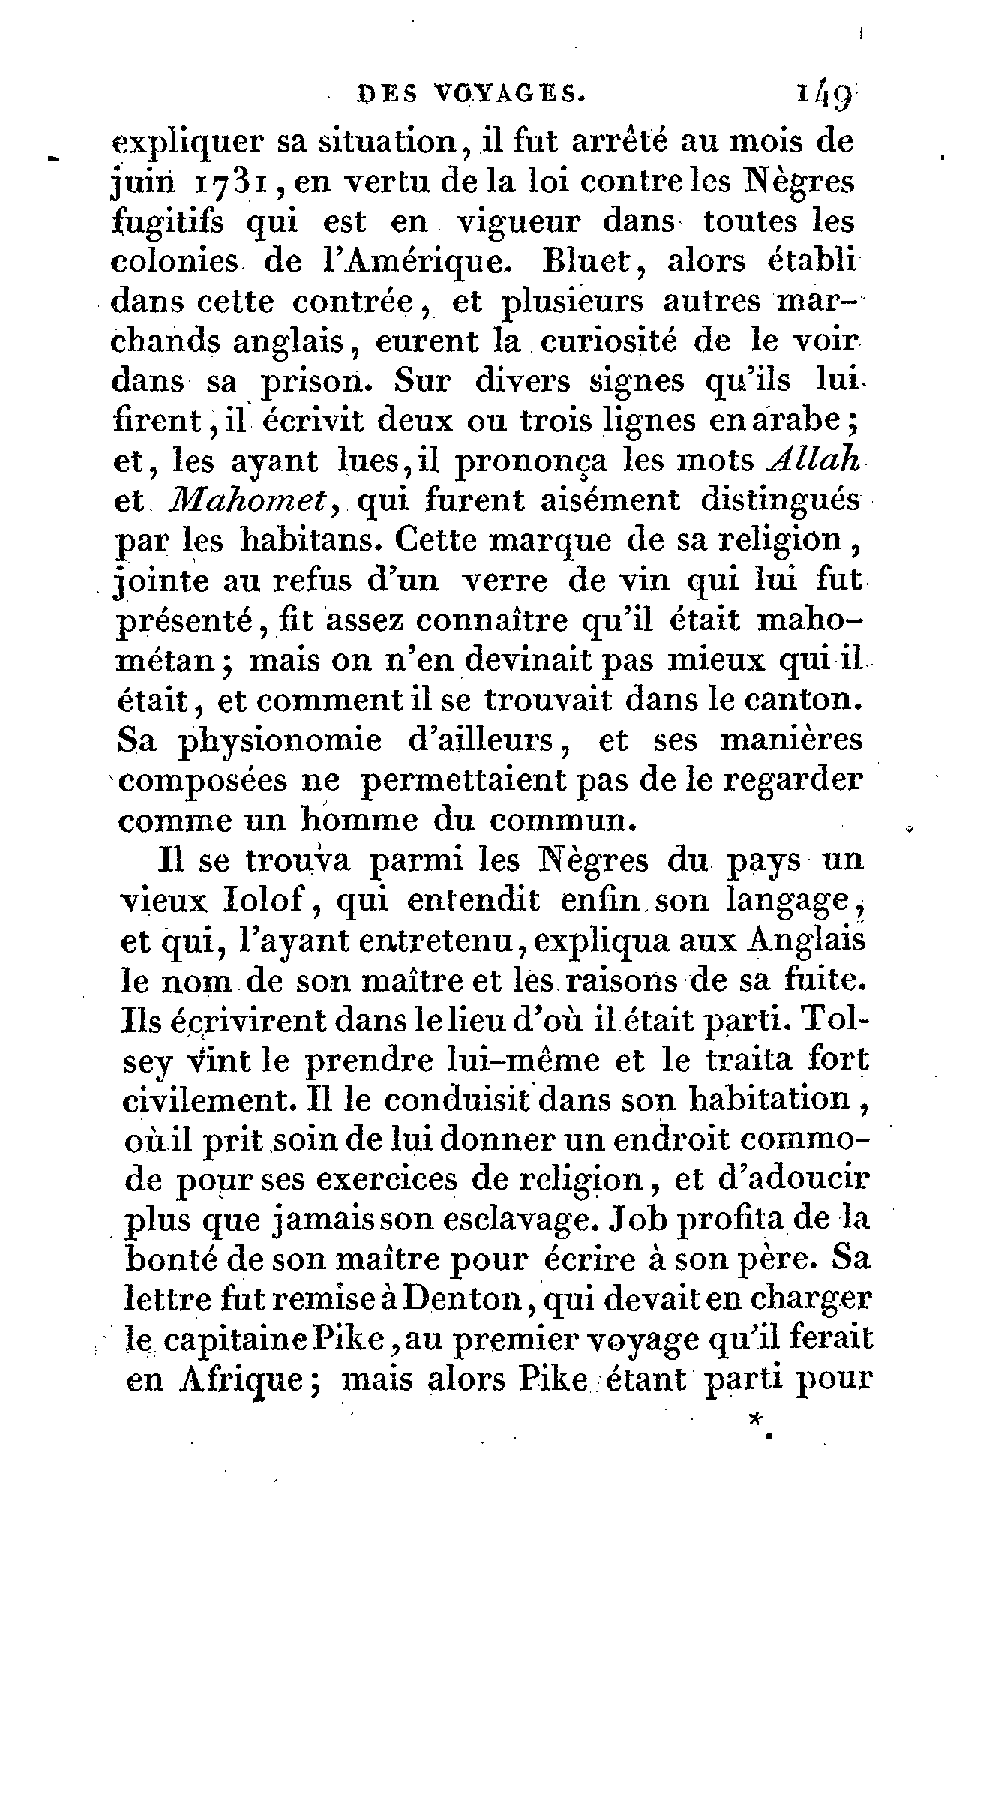 DES VOYAGES. 149
expliquer sa situation, il fut arrêté au mois de
juin 1731, en vertu de la loi contre les Nègres
fugitifs qui est en vigueur dans toutes les
colonies de l'Amérique. Bluet, alors établi
dans cette contrée, et plusieurs autres mar-
chands anglais, eurent la curiosité de le voir
dans sa prison. Sur divers signes qu'ils lui
firent, il écrivit deux ou trois lignes en arabe;
et, les ayant lues, il prononça les mots Allah
et Mahomet, qui furent aisément distingués
par les habitans. Cette marque de sa religion,
jointe au refus d'un verre de vin qui lui fut
présenté, fit assez connaître qu'il était maho-
métan; mais on n'en devinait pas mieux qui il
était, et comment il se trouvait dans le canton.
Sa physionomie d'ailleurs, et ses manières
composées ne permettaient pas de le regarder
comme un homme du commun.
Il se trouva parmi les Nègres du pays un
vieux Iolof, qui entendit enfin son langage,
et qui, l'ayant entretenu, expliqua aux Anglais
le nom de son maître et les raisons de sa fuite.
Ils écrivirent dans le lieu d'où il était parti. Tol-
sey vint le prendre lui-même et le traita fort
civilement. Il le conduisit dans son habitation,
où il prit soin de lui donner un endroit commo-
de pour ses exercices de religion, et d'adoucir
plus que jamais son esclavage. Job profita de la
bonté de son maître pour écrire à son père. Sa
lettre fut remise à Denton, qui devait en charger
le capitaine Pike, au premier voyage qu'il ferait
en Afrique; mais alors Pike étant parti pour
*